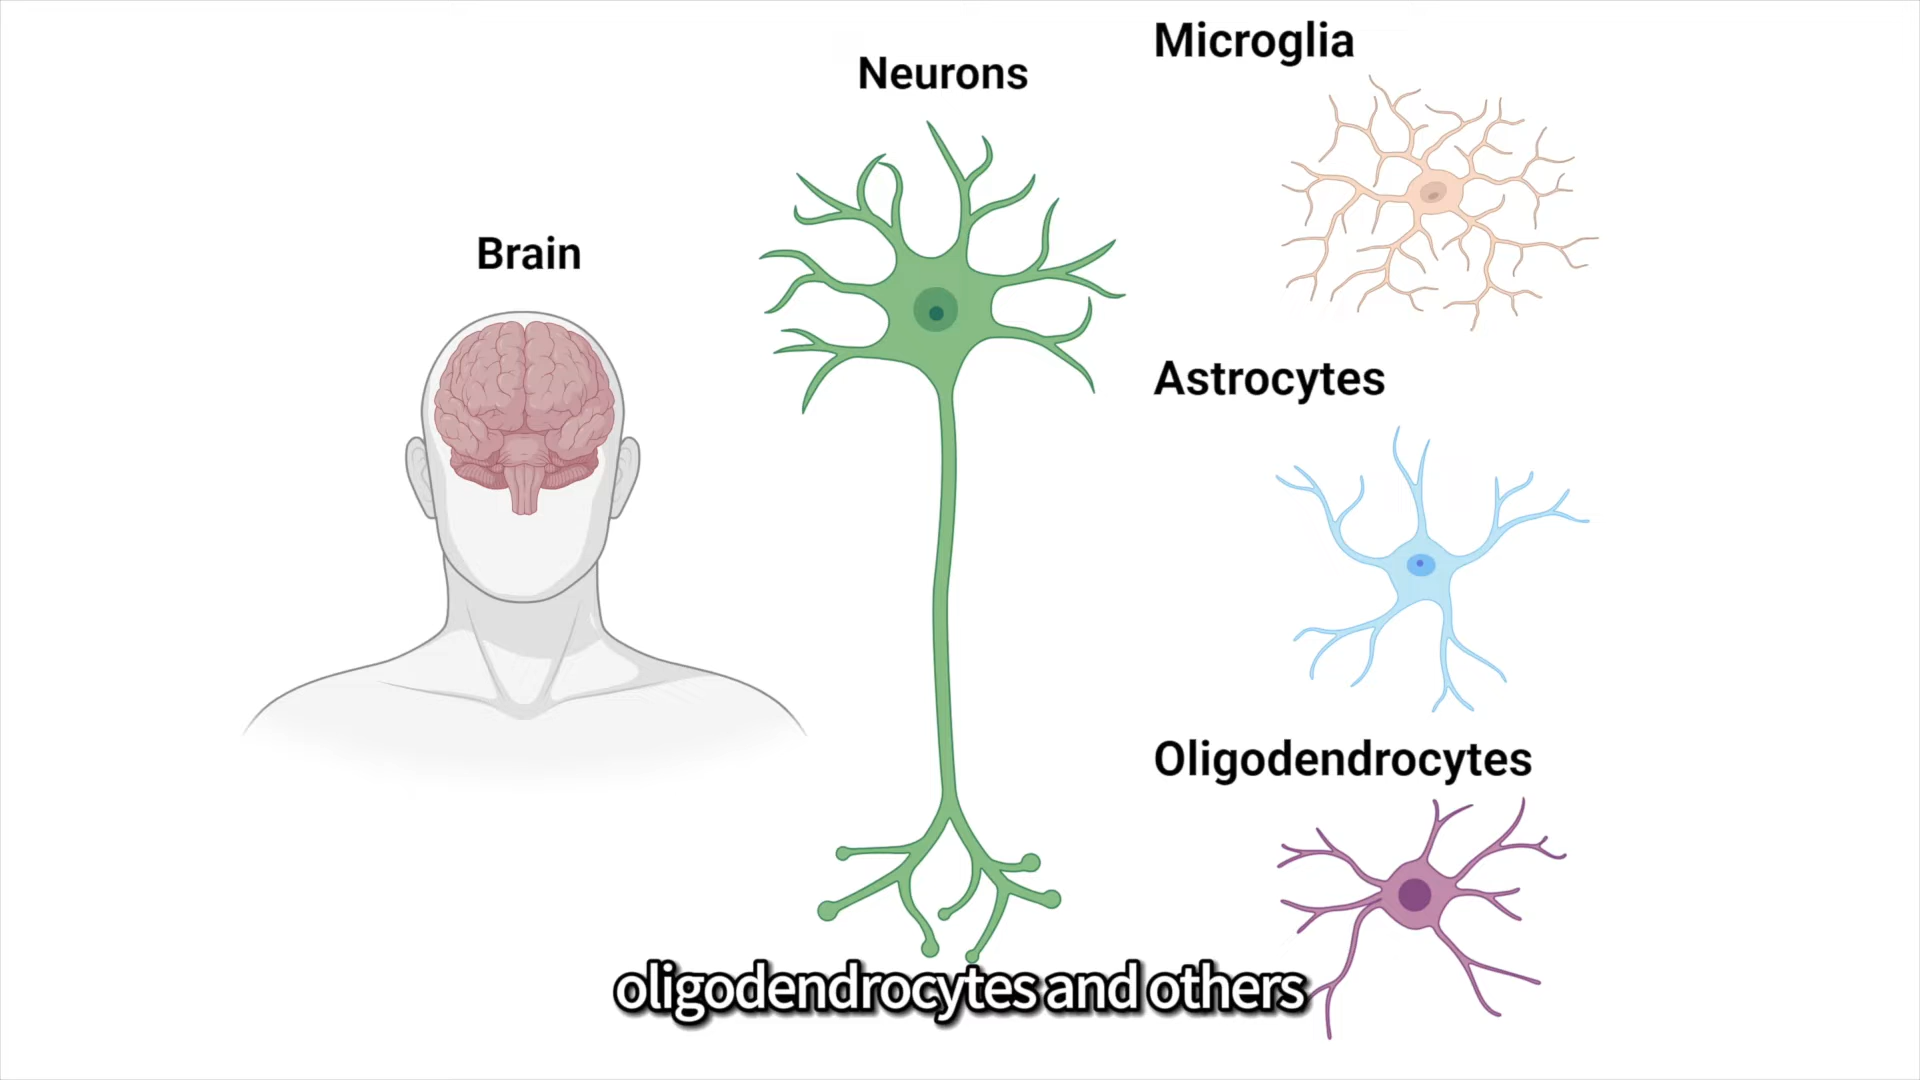 Brain
Neurons
Microglia
Astrocytes
Oligodendrocytes
oligodendrocytes and others